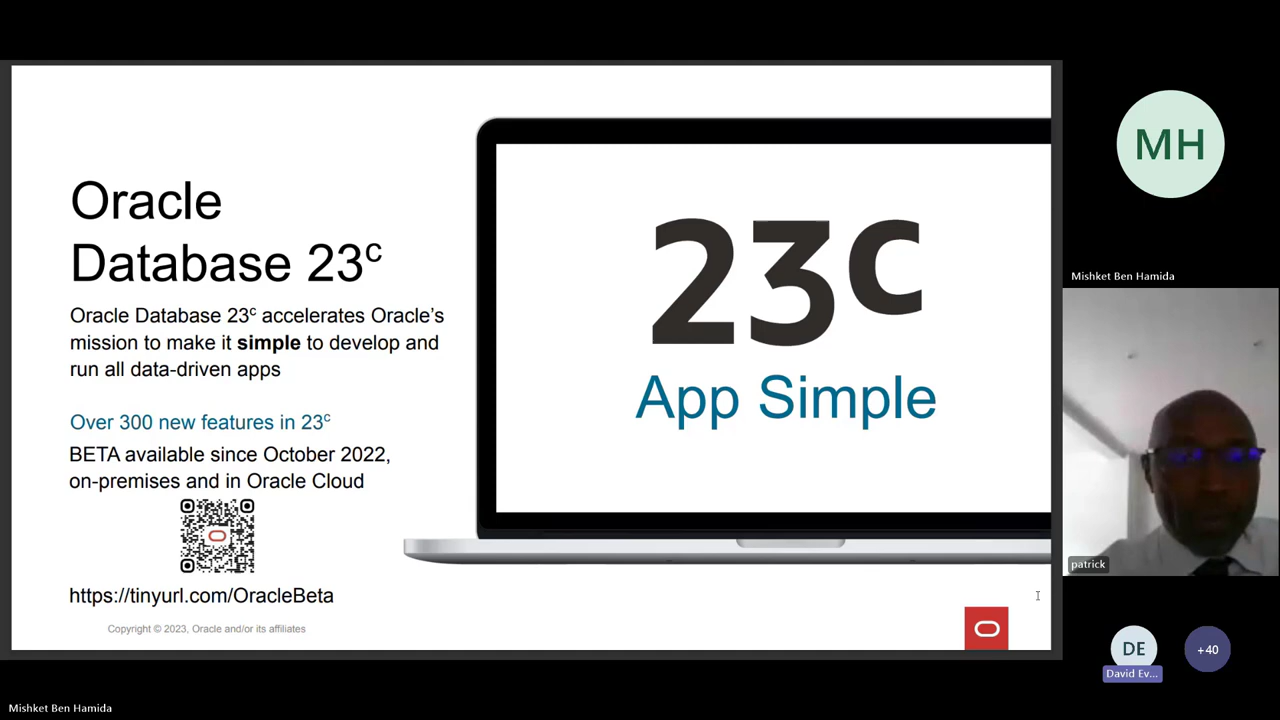 Oracle
Database 23c
Oracle Database 23c accelerates Oracle’s
mission to make it simple to develop and
run all data-driven apps
Over 300 new features in 23c
BETA available since October 2022,
on-premises and in Oracle Cloud
https://tinyurl.com/OracleBeta
Copyright © 2023, Oracle and/or its affiliates
23c
App Simple
MH
Mishket Ben Hamida
patrick
DE
David Ev...
+40
Mishket Ben Hamida